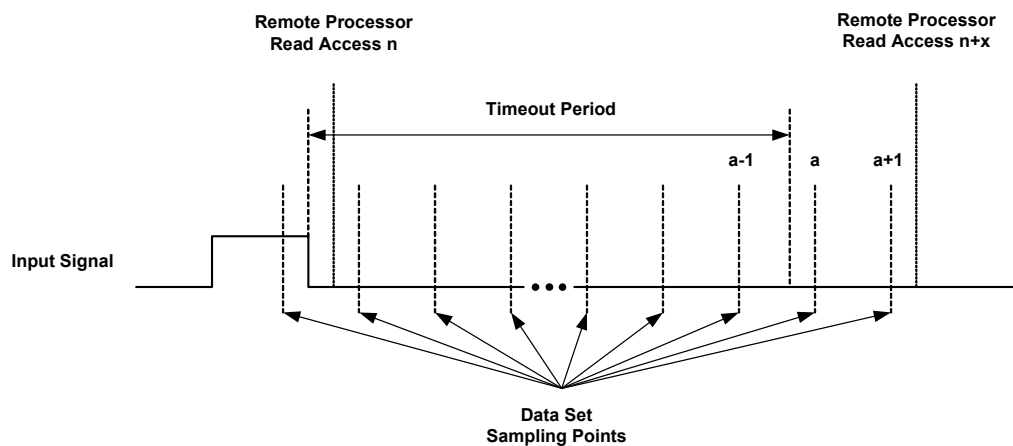 Remote Processor
Read Access n
Remote Processor
Read Access n+x
Timeout Period
a-1
a
a+1
Input Signal
Data Set
Sampling Points